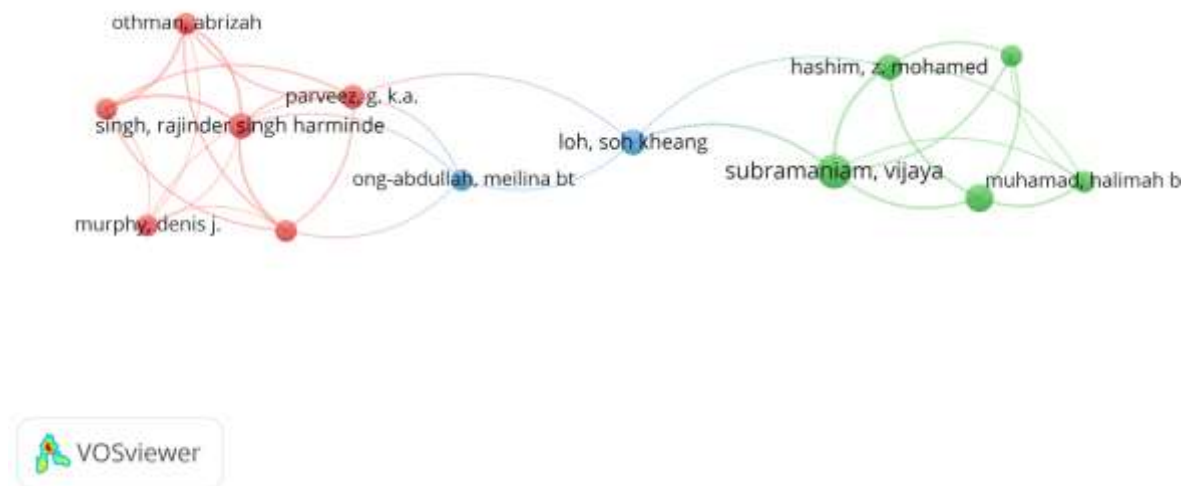 othman, abrizah
parveez, g. k.a.
singh, rajinder singh harminde
murphy, denis j.
ong-abdullah, meilina bt
loh, soh kheang
hashim, z. mohamed
subramaniam, vijaya
muhamad, halimah b
VOSviewer